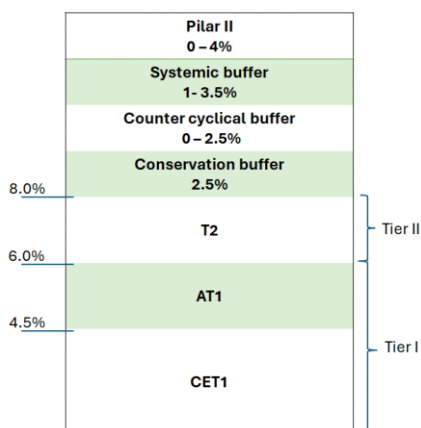 Pilar II
0 – 4%
Systemic buffer
1- 3.5%
Counter cyclical buffer
0 – 2.5%
Conservation buffer
2.5%
8.0%
T2
Tier II
6.0%
AT1
4.5%
Tier I
CET1